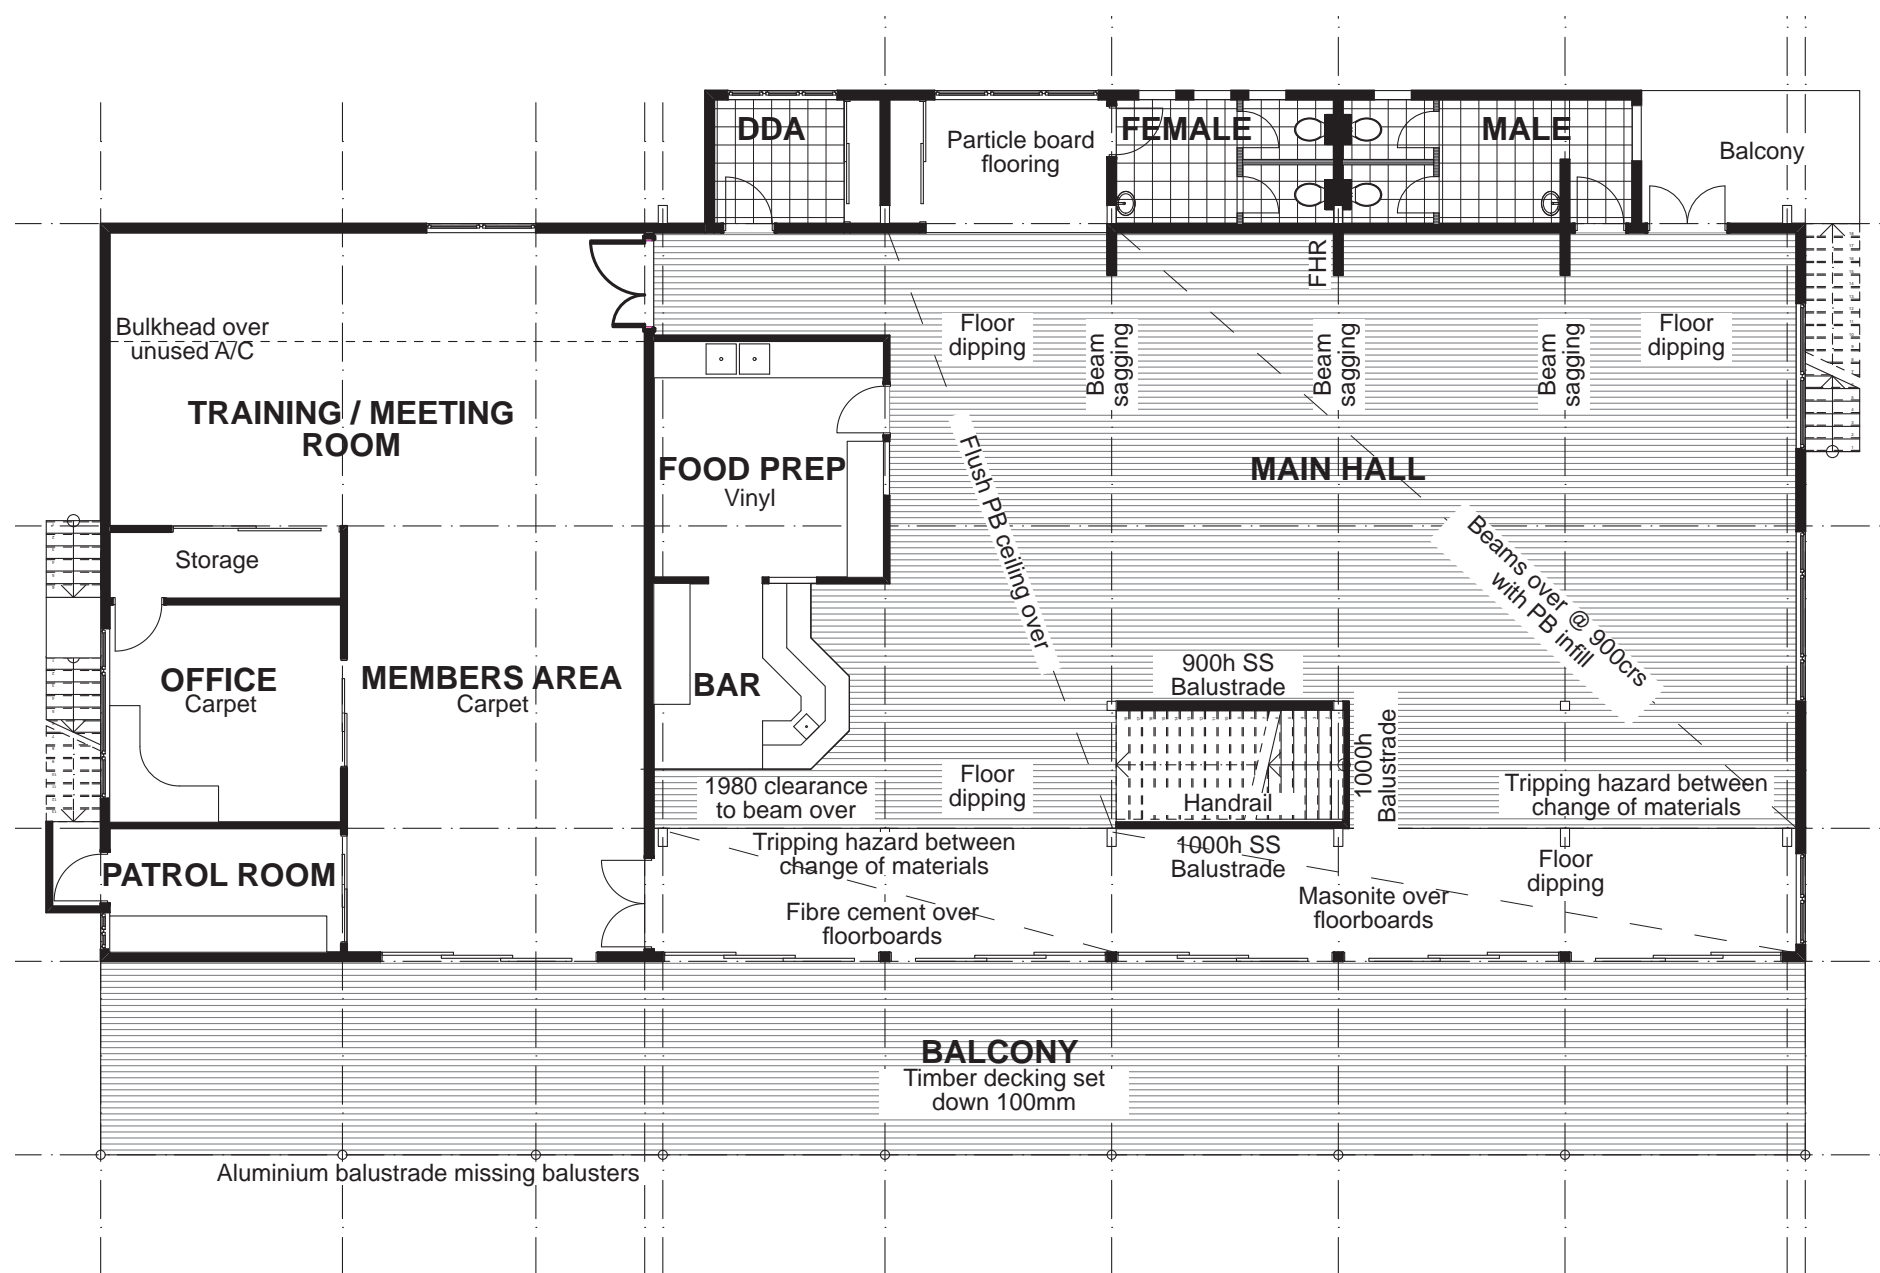 DDA
Particle board
flooring
FEMALE
MALE
Balcony
FHR
Bulkhead over
unused A/C
Floor
dipping
Beam
sagging
Beam
sagging
Beam
sagging
Floor
dipping
TRAINING / MEETING
ROOM
FOOD PREP
Vinyl
Flush PB ceiling over
MAIN HALL
Beams over @ 900crs
with PB infill
Storage
OFFICE
Carpet
MEMBERS AREA
Carpet
BAR
900h SS
Balustrade
1000h
Balustrade
1980 clearance
to beam over
Floor
dipping
Handrail
Tripping hazard between
change of materials
PATROL ROOM
Tripping hazard between
change of materials
1000h SS
Balustrade
Floor
dipping
Masonite over
floorboards
Fibre cement over
floorboards
BALCONY
Timber decking set
down 100mm
Aluminium balustrade missing balusters